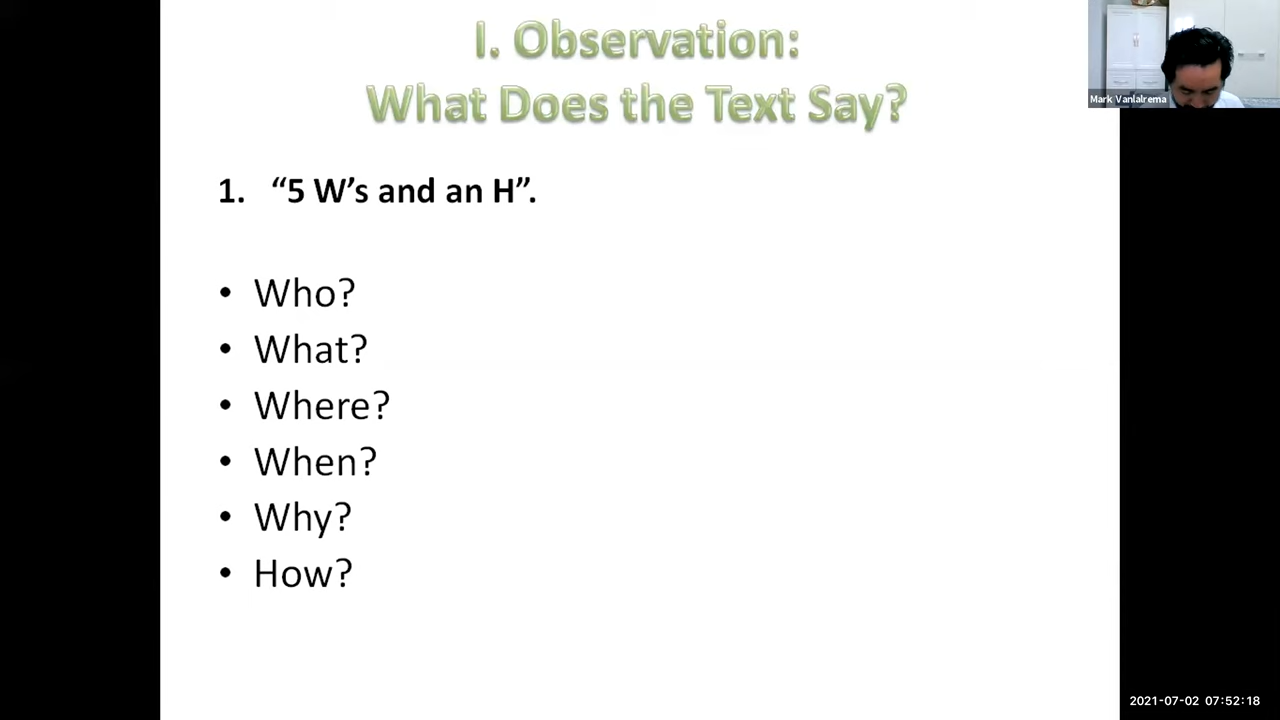 I. Observation:
What Does the Text Say?
Mark Vanlalrema
1. “5 W’s and an H”.
• Who?
• What?
• Where?
• When?
• Why?
• How?
2021-07-02 07:52:18